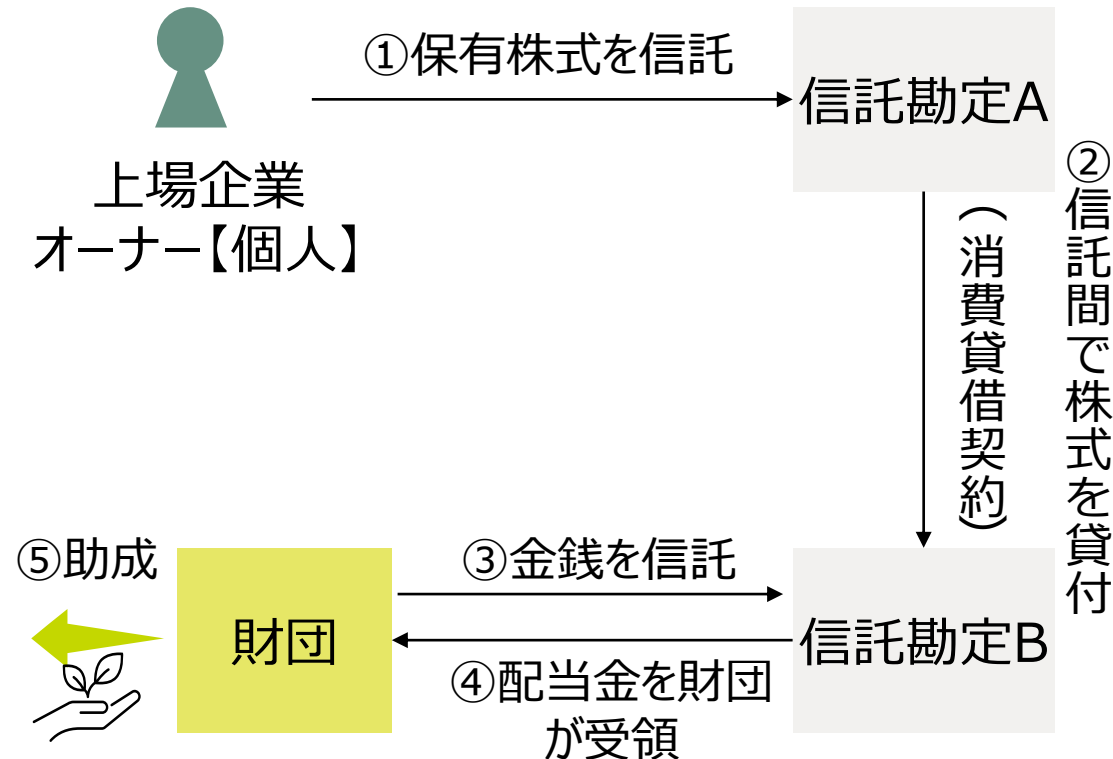 ①保有株式を信託
信託勘定A
上場企業
オーナー【個人】
②信託間で株式を貸付
（消費貸借契約）
⑤助成
財団
③金銭を信託
④配当金を財団
が受領
信託勘定B